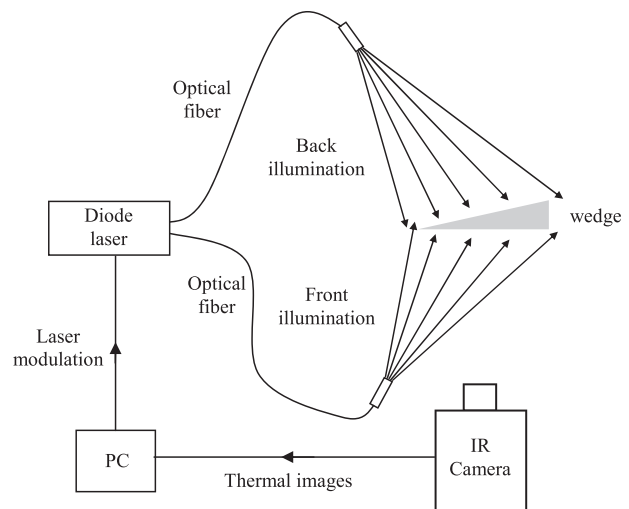 Optical
fiber
Back
illumination
Diode
laser
wedge
Optical
fiber
Front
illumination
Laser
modulation
PC
IR
Camera
Thermal images